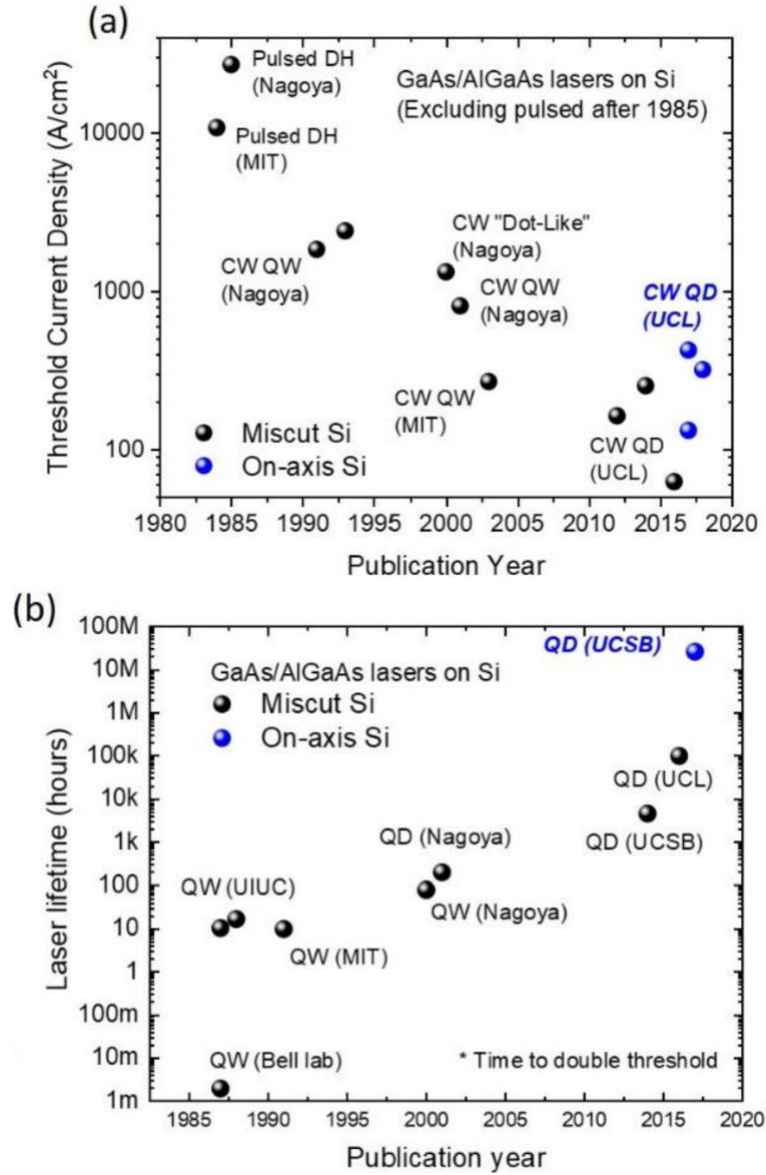 (a)
Threshold Current Density (A/cm²)
10000
1000
100
Pulsed DH
(Nagoya)
GaAs/AlGaAs lasers on Si
(Excluding pulsed after 1985)
Pulsed DH
(MIT)
CW QW
(Nagoya)
CW "Dot-Like"
(Nagoya)
CW QW
(Nagoya)
CW QD
(UCL)
CW QW
(MIT)
CW QD
(UCL)
Miscut Si
On-axis Si
1980 1985 1990 1995 2000 2005 2010 2015 2020
Publication Year
(b)
Laser lifetime (hours)
100M
10M
1M
100k
10k
1k
100
10
1
100m
10m
1m
QD (UCSB)
GaAs/AlGaAs lasers on Si
Miscut Si
On-axis Si
QD (UCL)
QD (Nagoya)
QD (UCSB)
QW (UIUC)
QW (Nagoya)
QW (MIT)
QW (Bell lab)
* Time to double threshold
1985 1990 1995 2000 2005 2010 2015 2020
Publication year